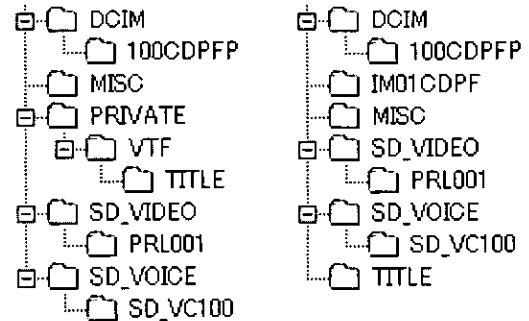 DCIM
100CDPFP
MISC
PRIVATE
VTF
TITLE
SD_VIDEO
PRL001
SD_VOICE
SD_VC100
DCIM
100CDPFP
IM01CDPF
MISC
SD_VIDEO
PRL001
SD_VOICE
SD_VC100
TITLE